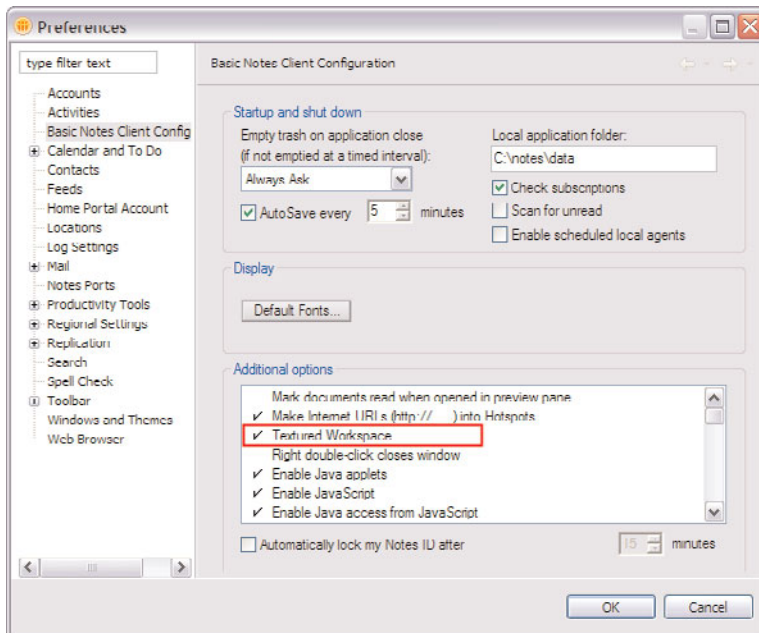 Preferences
type filter text
Accounts
Activities
Basic Notes Client Config
Calendar and To Do
Contacts
Feeds
Home Portal Account
Locations
Log Settings
Mail
Notes Ports
Productivity Tools
Regional Settings
Replication
Search
Spell Check
Toolbar
Windows and Themes
Web Browser
Basic Notes Client Configuration
Startup and shut down
Empty trash on application close
(if not emptied at a timed interval):
Always Ask
AutoSave every 5 minutes
Local application folder:
C:\notes\data
Check subscriptions
Scan for unread
Enable scheduled local agents
Display
Default Fonts...
Additional options
Mark documents read when opened in preview pane
Make Internet URLs (http://      ) into Hotspots
Textured Workspace
Right double-click closes window
Enable Java applets
Enable JavaScript
Enable Java access from JavaScript
Automatically lock my Notes ID after 15 minutes
OK Cancel